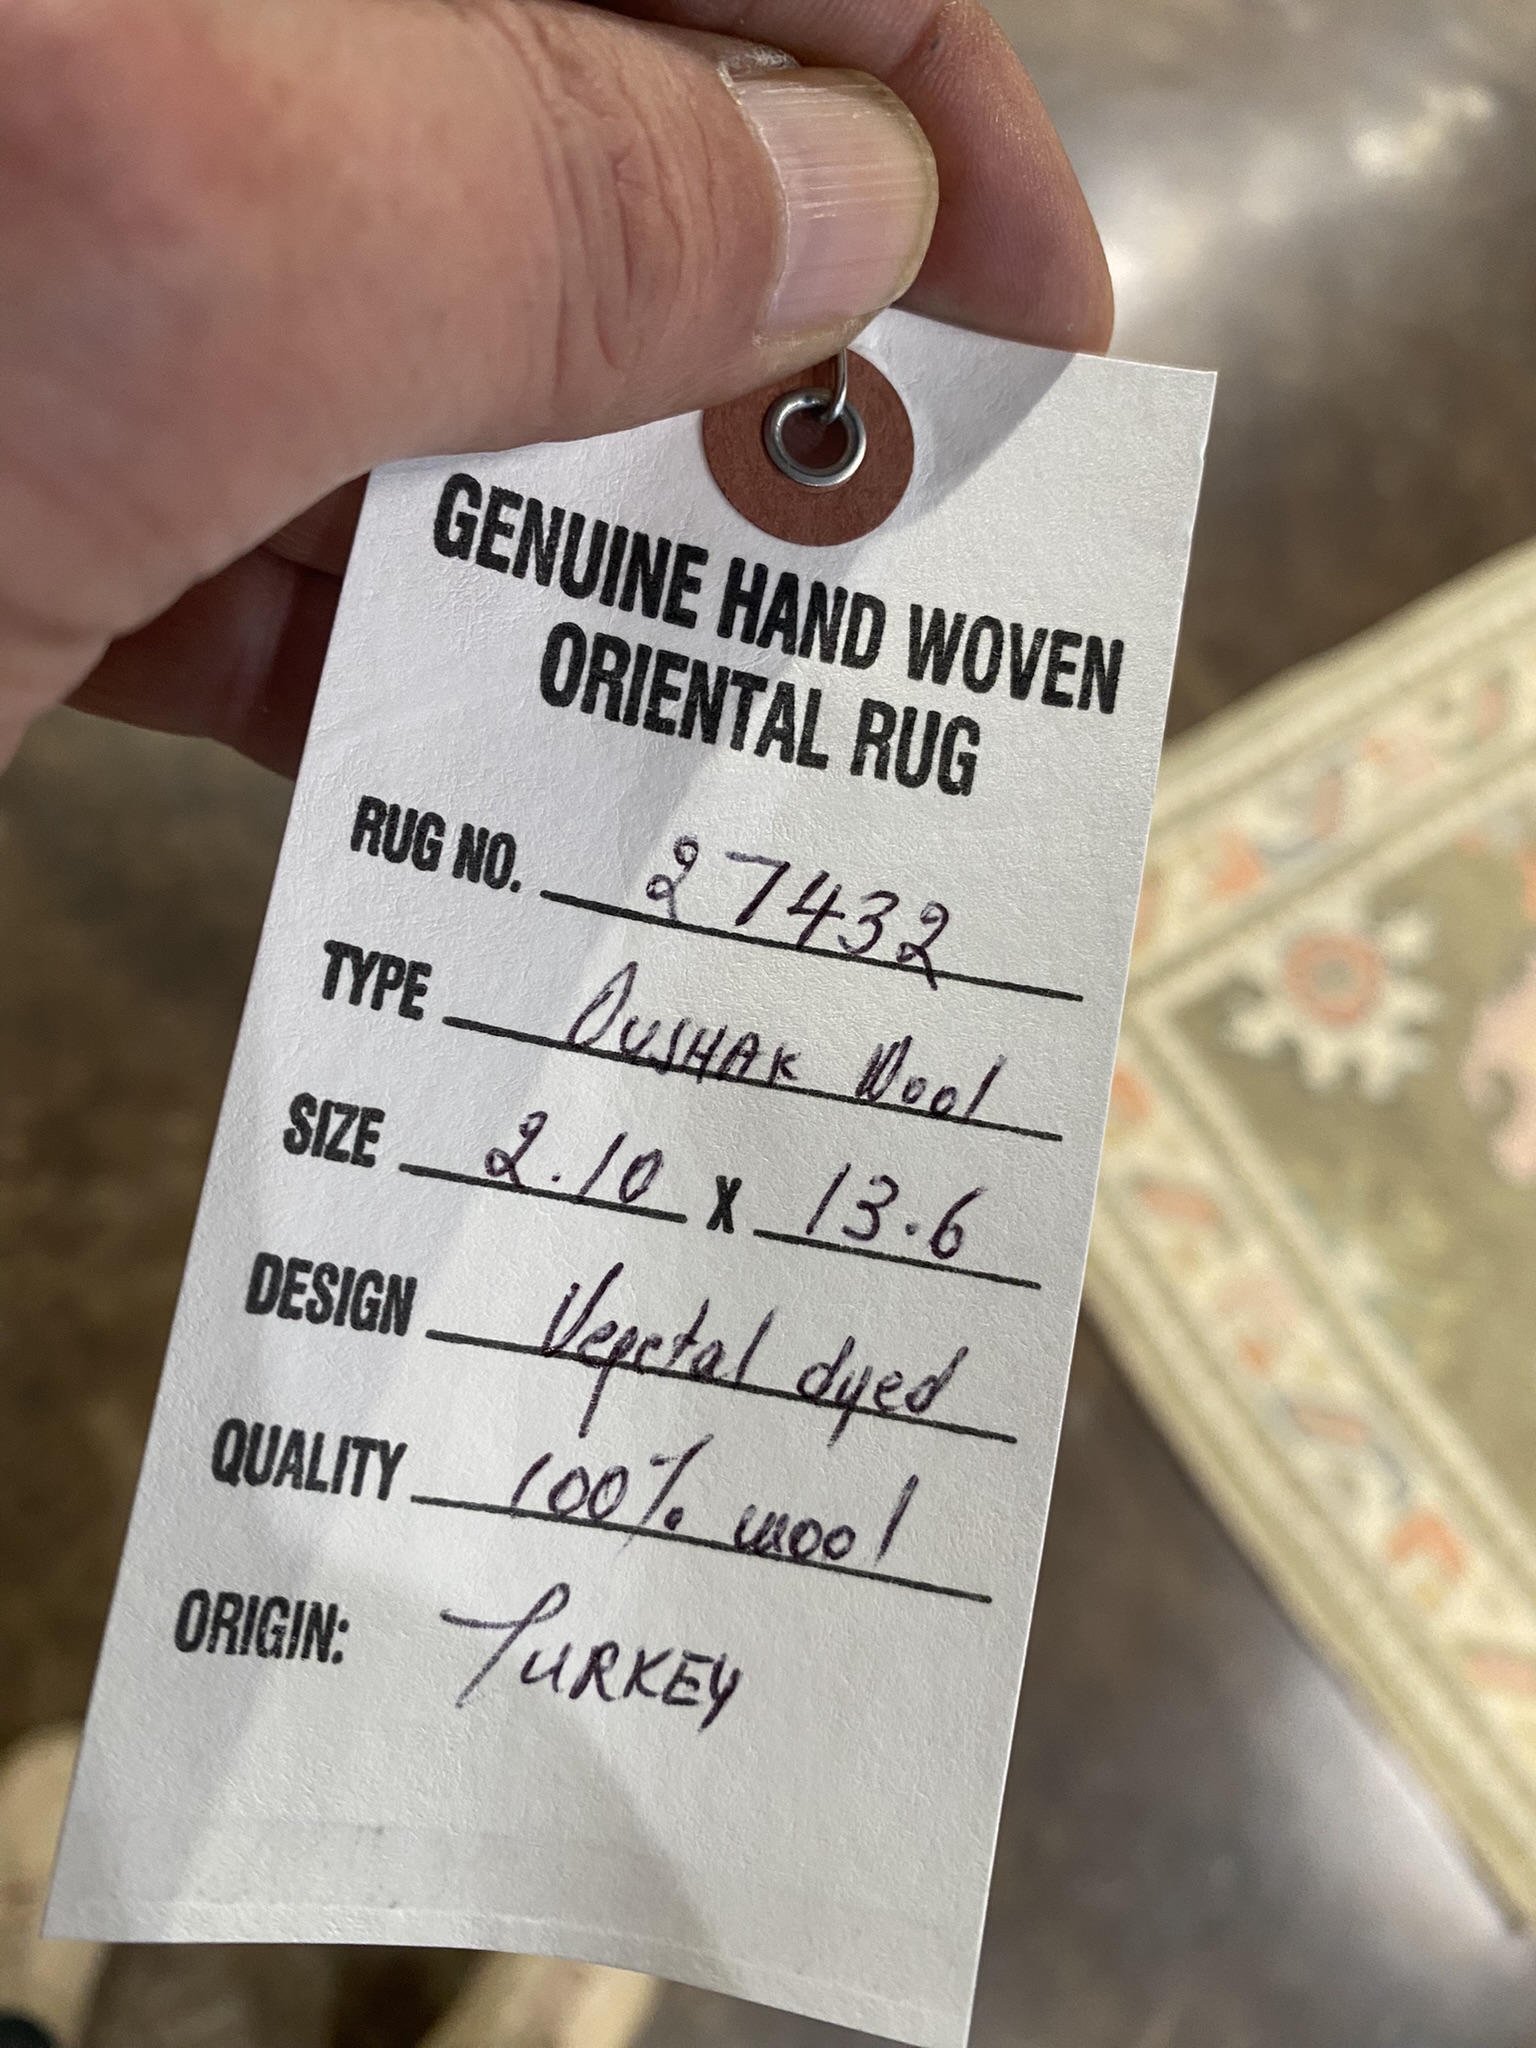 GENUINE HAND WOVEN
ORIENTAL RUG
RUG NO. 27432
TYPE OUSHAK Wool
SIZE 2.10 X 13.6
DESIGN Vegetal dyed
QUALITY 100% wool
ORIGIN: TURKEY